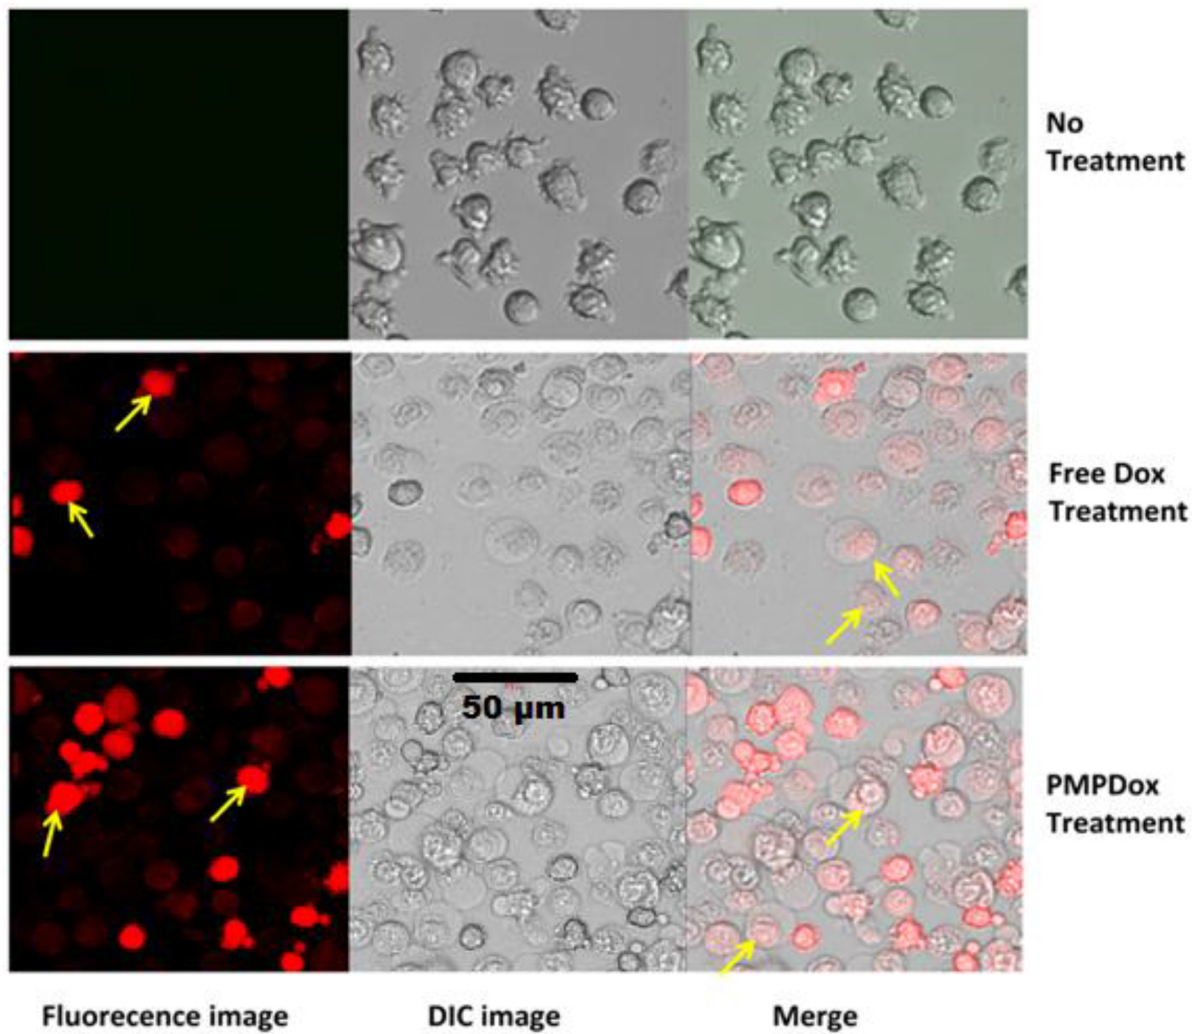 No
Treatment
Free Dox
Treatment
50 µm
PMPDox
Treatment
Fluorecence image
DIC image
Merge